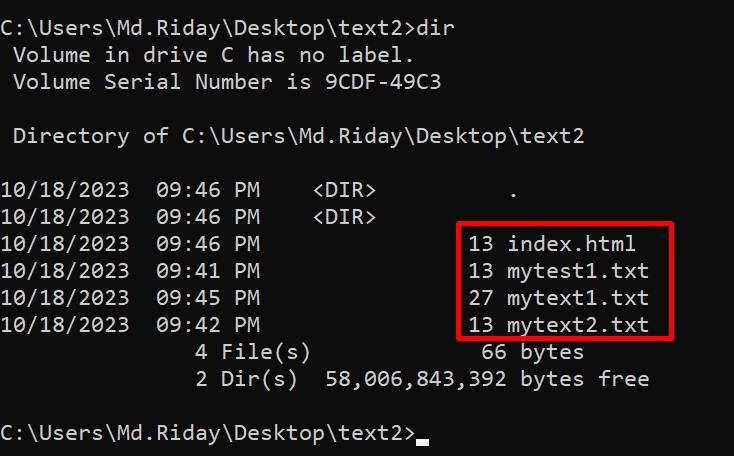 C:\Users\Md.Riday\Desktop\text2>dir
 Volume in drive C has no label.
 Volume Serial Number is 9CDF-49C3

 Directory of C:\Users\Md.Riday\Desktop\text2

10/18/2023  09:46 PM    <DIR>          .
10/18/2023  09:46 PM    <DIR>
10/18/2023  09:46 PM                13 index.html
10/18/2023  09:41 PM                13 mytest1.txt
10/18/2023  09:45 PM                27 mytext1.txt
10/18/2023  09:42 PM                13 mytext2.txt
               4 File(s)             66 bytes
               2 Dir(s)  58,006,843,392 bytes free

C:\Users\Md.Riday\Desktop\text2>